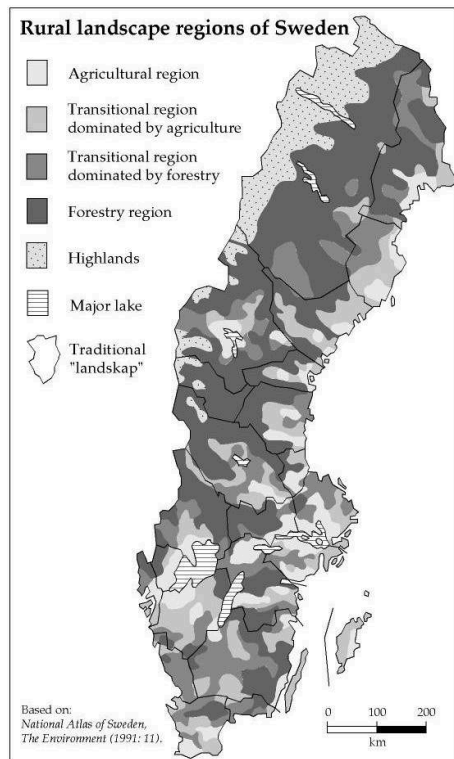 Rural landscape regions of Sweden
Agricultural region
Transitional region
dominated by agriculture
Transitional region
dominated by forestry
Forestry region
Highlands
Major lake
Traditional
"landskap"
Based on:
National Atlas of Sweden,
The Environment (1991: 11).
0 100 200
km